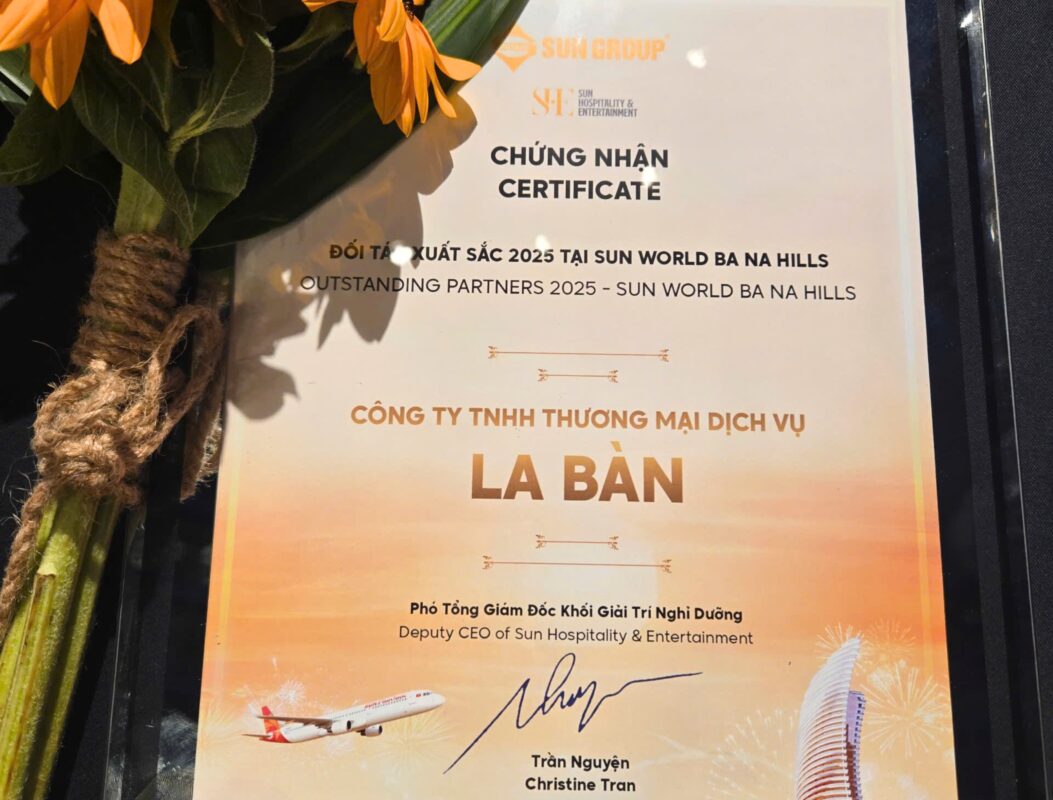 SUN GROUP
S·H·E SUN HOSPITALITY & ENTERTAINMENT
CHỨNG NHẬN
CERTIFICATE
ĐỐI TÁC XUẤT SẮC 2025 TẠI SUN WORLD BA NA HILLS
OUTSTANDING PARTNERS 2025 - SUN WORLD BA NA HILLS
CÔNG TY TNHH THƯƠNG MẠI DỊCH VỤ
LA BÀN
Phó Tổng Giám Đốc Khối Giải Trí Nghỉ Dưỡng
Deputy CEO of Sun Hospitality & Entertainment
Trần Nguyện
Christine Tran